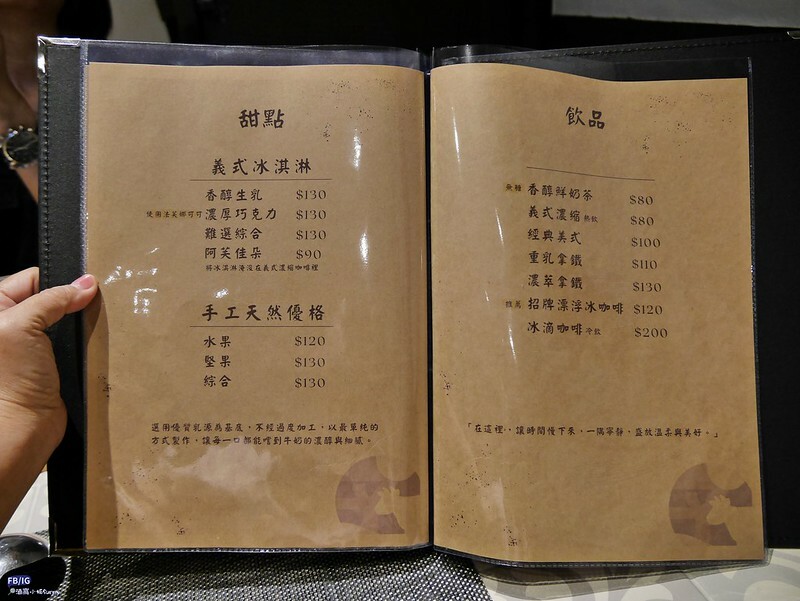 甜點
義式冰淇淋
香醇生乳 $130
使用法芙娜可可 濃厚巧克力 $130
難選綜合 $130
阿芙佳朵 $90
將冰淇淋淹沒在義式濃縮咖啡裡
手工天然優格
水果 $120
堅果 $130
綜合 $130
選用優質乳源為基底，不經過度加工，以最單純的
方式製作，讓每一口都能嚐到牛奶的濃醇與細膩。
飲品
無糖 香醇鮮奶茶 $80
義式濃縮 熱飲 $80
經典美式 $100
重乳拿鐵 $110
濃萃拿鐵 $130
推薦 招牌漂浮冰咖啡 $120
冰滴咖啡 冷飲 $200
「在這裡，讓時間慢下來，一隅寧靜，盛放溫柔與美好。」
FB/IG